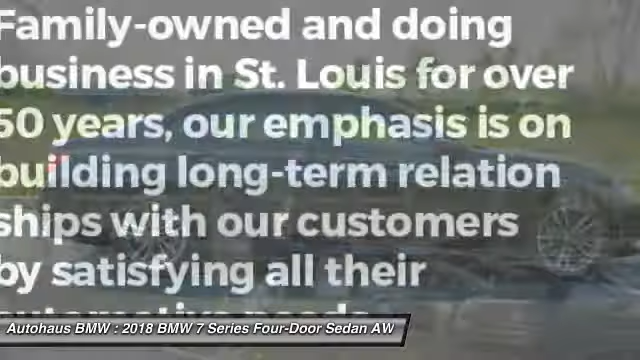 Family-owned and doing
business in St. Louis for over
50 years, our emphasis is on
building long-term relation
ships with our customers
by satisfying all their
automotive needs
Autohaus BMW : 2018 BMW 7 Series Four-Door Sedan AW